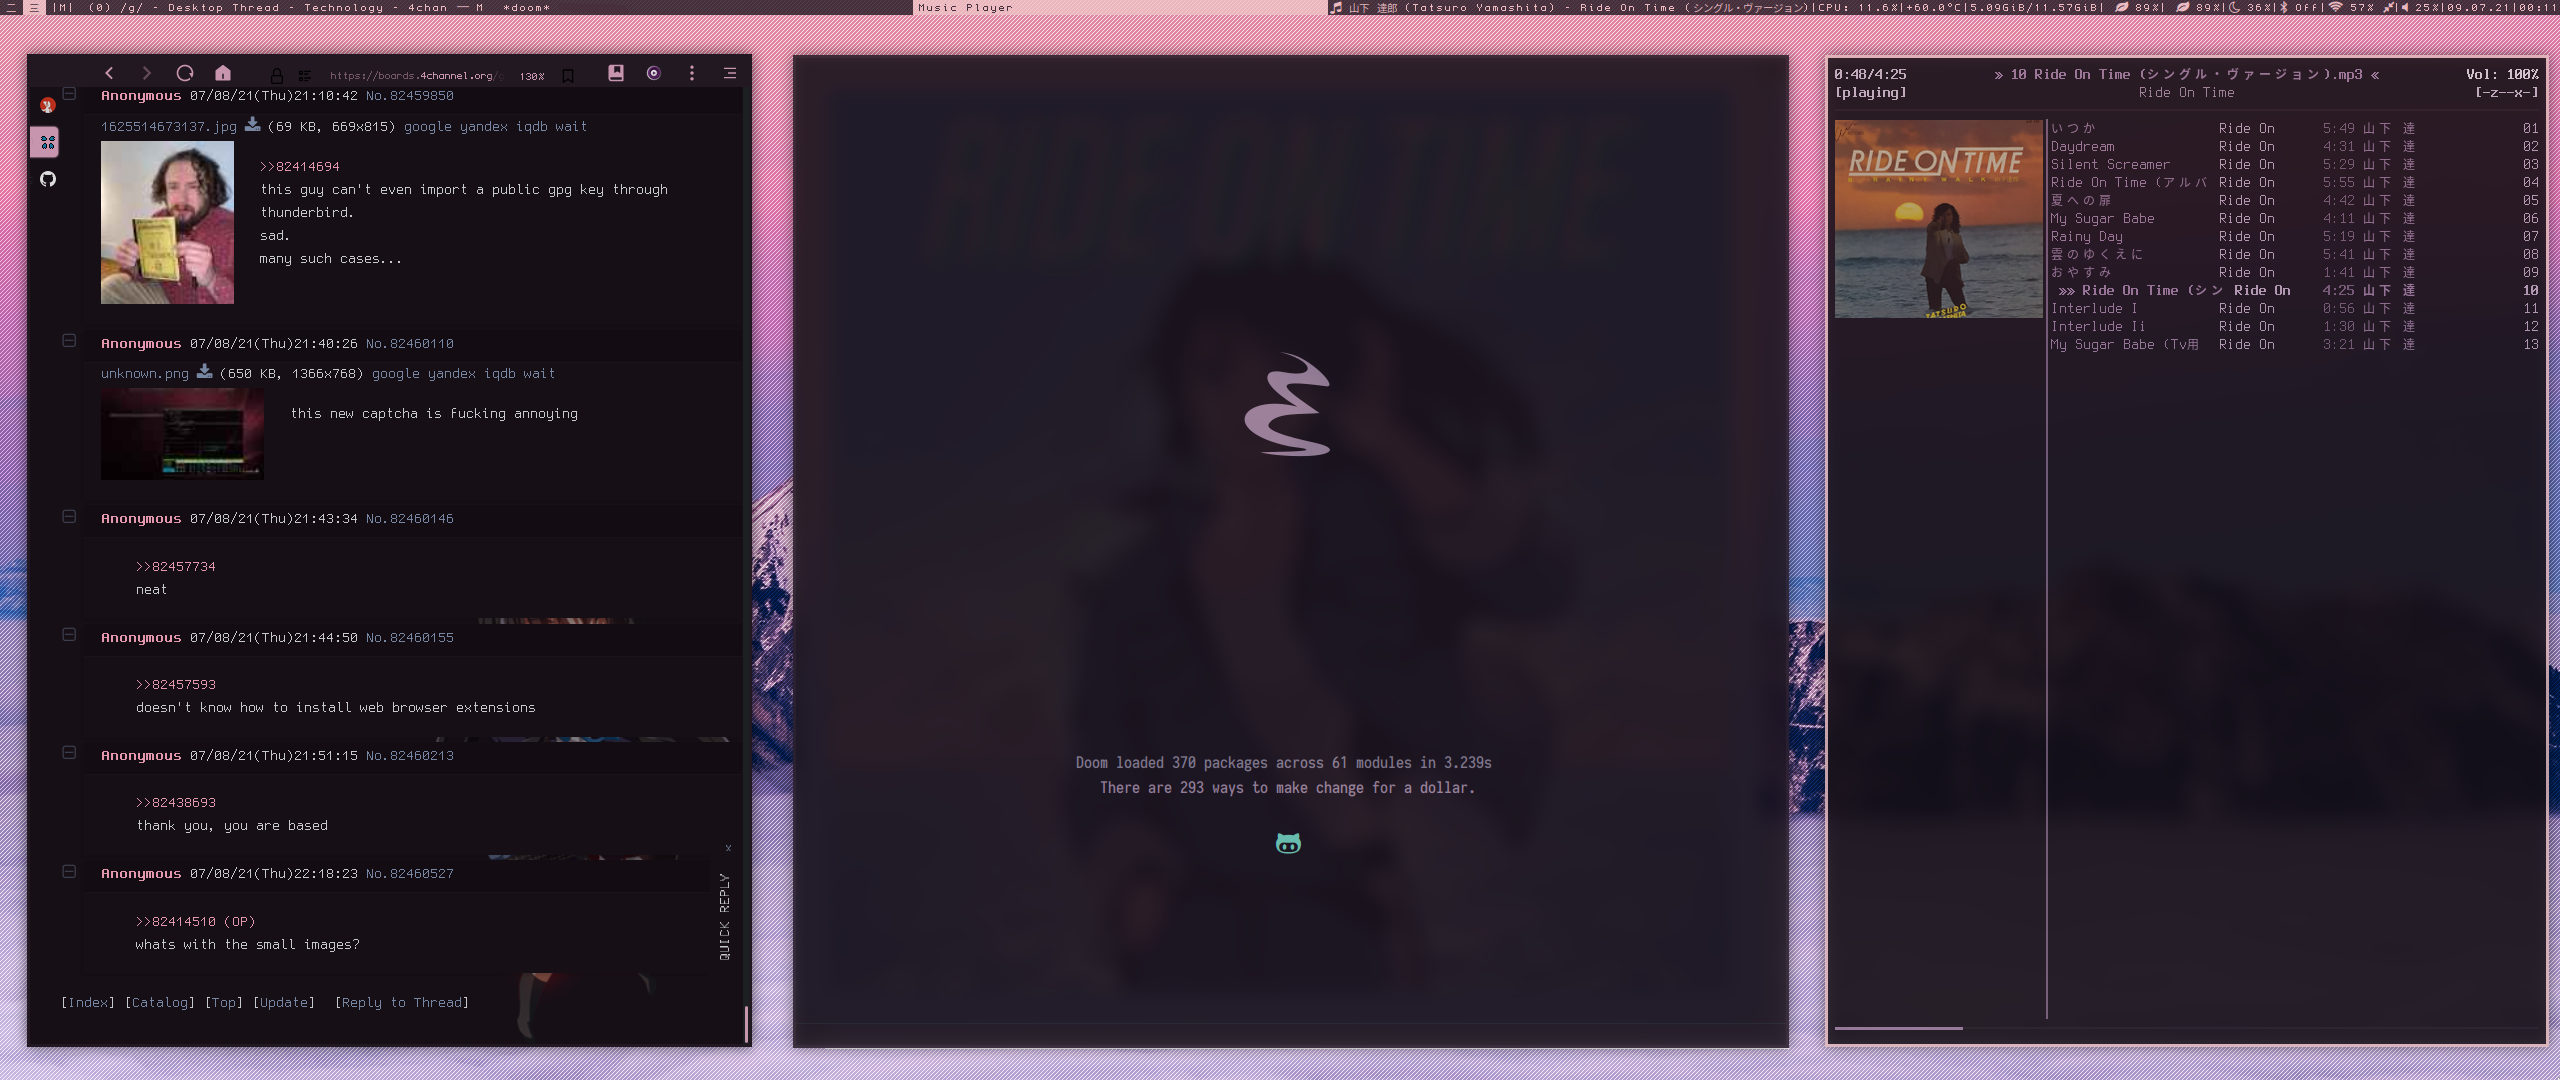 二 三 |M| (0) /g/ - Desktop Thread - Technology - 4chan — M *doom* Music Player 山下 達郎 (Tatsuro Yamashita) - Ride On Time (シングル・ヴァージョン)|CPU: 11.6%|+60.0°C|5.09GiB/11.57GiB| 89%| 89%| 36%| Off| 57% | 25%|09.07.21|00:11
https://boards.4channel.org/ 130%
Anonymous 07/08/21(Thu)21:10:42 No.82459850
1625514673137.jpg (69 KB, 669x815) google yandex iqdb wait
>>82414694
this guy can't even import a public gpg key through
thunderbird.
sad.
many such cases...
Anonymous 07/08/21(Thu)21:40:26 No.82460110
unknown.png (650 KB, 1366x768) google yandex iqdb wait
this new captcha is fucking annoying
Anonymous 07/08/21(Thu)21:43:34 No.82460146
>>82457734
neat
Anonymous 07/08/21(Thu)21:44:50 No.82460155
>>82457593
doesn't know how to install web browser extensions
Anonymous 07/08/21(Thu)21:51:15 No.82460213
>>82438693
thank you, you are based
x
Anonymous 07/08/21(Thu)22:18:23 No.82460527
>>82414510 (OP)
whats with the small images?
QUICK REPLY
[Index] [Catalog] [Top] [Update] [Reply to Thread]
RIDE ON TIME
Doom loaded 370 packages across 61 modules in 3.239s
There are 293 ways to make change for a dollar.
0:48/4:25 » 10 Ride On Time (シングル・ヴァージョン).mp3 « Vol: 100%
[playing] Ride On Time [-z--x-]
RIDE ON TIME
TATSURO
いつか Ride On 5:49 山下 達 01
Daydream Ride On 4:31 山下 達 02
Silent Screamer Ride On 5:29 山下 達 03
Ride On Time (アルバ Ride On 5:55 山下 達 04
夏への扉 Ride On 4:42 山下 達 05
My Sugar Babe Ride On 4:11 山下 達 06
Rainy Day Ride On 5:19 山下 達 07
雲のゆくえに Ride On 5:41 山下 達 08
おやすみ Ride On 1:41 山下 達 09
»» Ride On Time (シン Ride On 4:25 山下 達 10
Interlude I Ride On 0:56 山下 達 11
Interlude Ii Ride On 1:30 山下 達 12
My Sugar Babe (Tv用 Ride On 3:21 山下 達 13